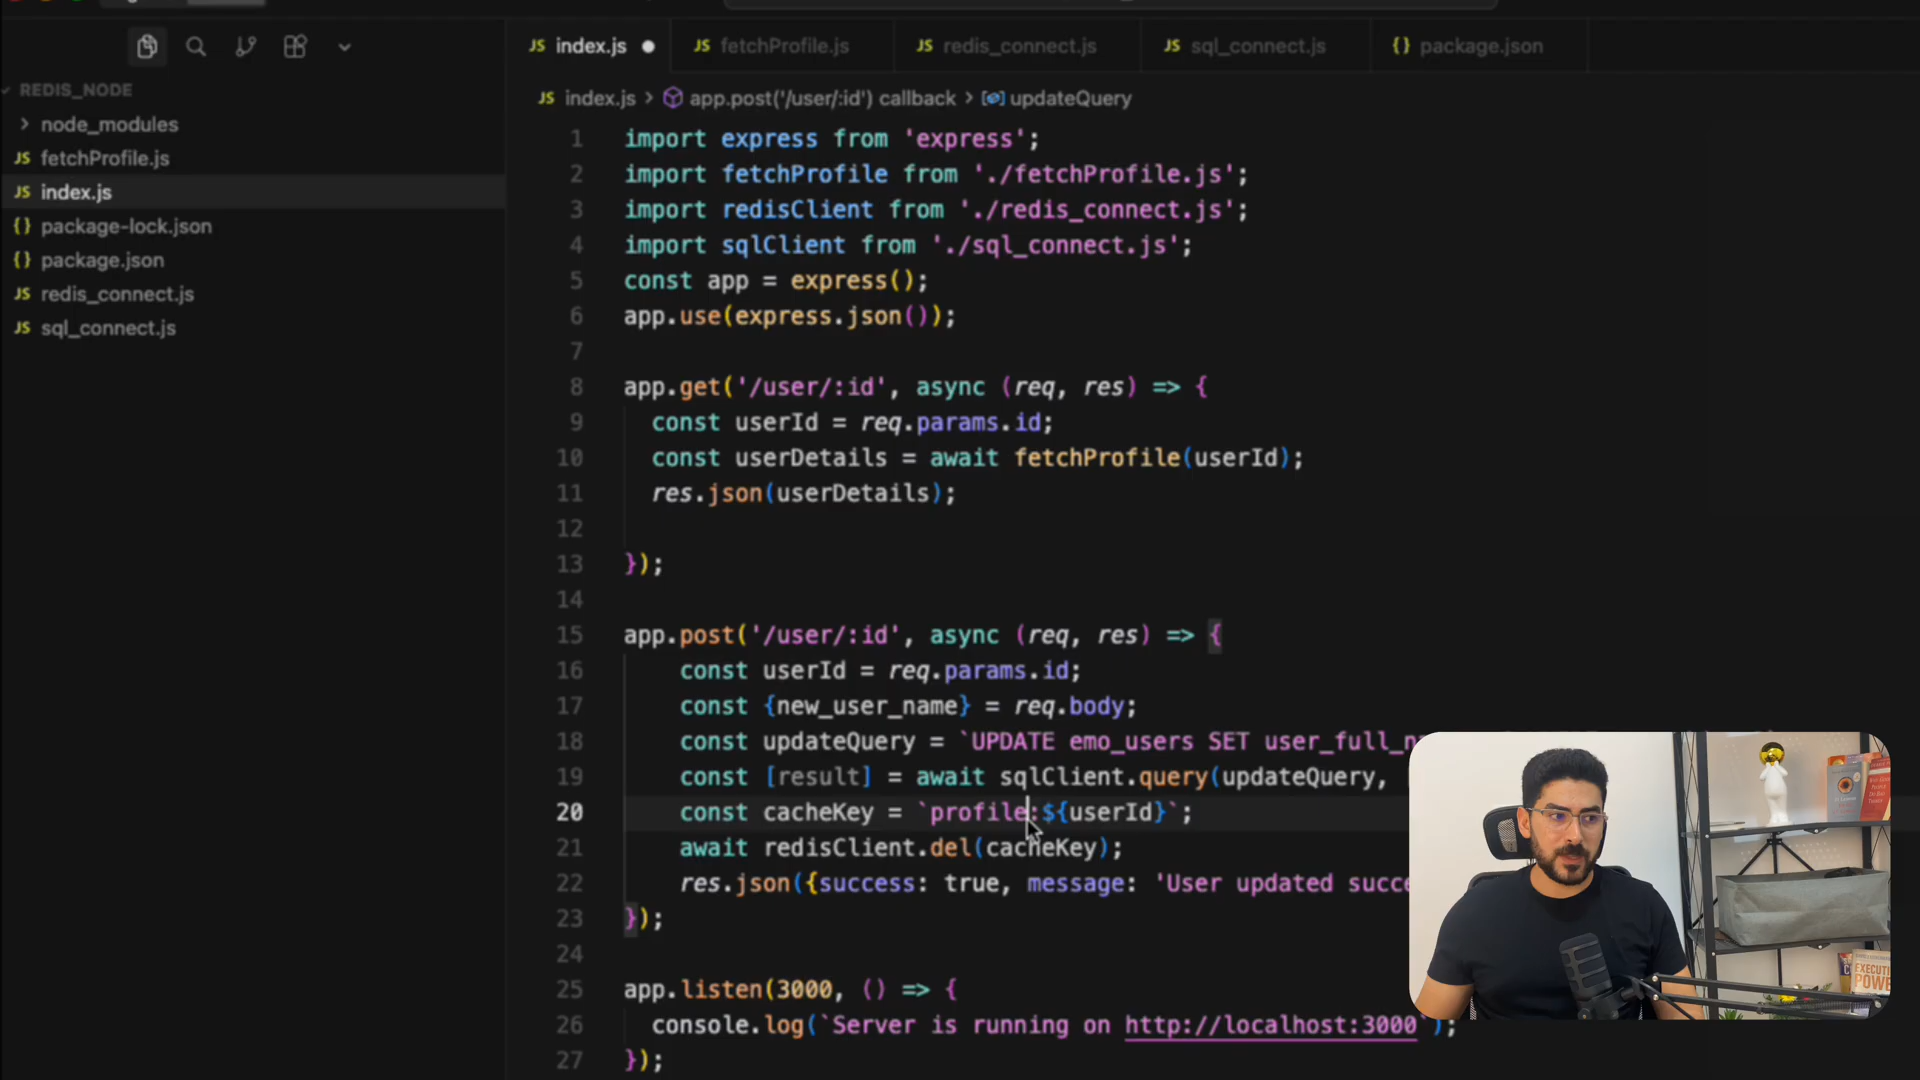 index.js
fetchProfile.js
redis_connect.js
sql_connect.js
{} package.json
REDIS_NODE
node_modules
JS fetchProfile.js
JS index.js
{} package-lock.json
{} package.json
JS redis_connect.js
JS sql_connect.js
JS index.js > app.post('/user/:id') callback > updateQuery
1 import express from 'express';
2 import fetchProfile from './fetchProfile.js';
3 import redisClient from './redis_connect.js';
4 import sqlClient from './sql_connect.js';
5 const app = express();
6 app.use(express.json());
7
8 app.get('/user/:id', async (req, res) => {
9 const userId = req.params.id;
10 const userDetails = await fetchProfile(userId);
11 res.json(userDetails);
12
13 });
14
15 app.post('/user/:id', async (req, res) => {
16 const userId = req.params.id;
17 const {new_user_name} = req.body;
18 const updateQuery = `UPDATE emo_users SET user_full_n
19 const [result] = await sqlClient.query(updateQuery,
20 const cacheKey = `profile:${userId}`;
21 await redisClient.del(cacheKey);
22 res.json({success: true, message: 'User updated succe
23 });
24
25 app.listen(3000, () => {
26 console.log(`Server is running on http://localhost:3000`);
27 });
EXECUTI
POWE